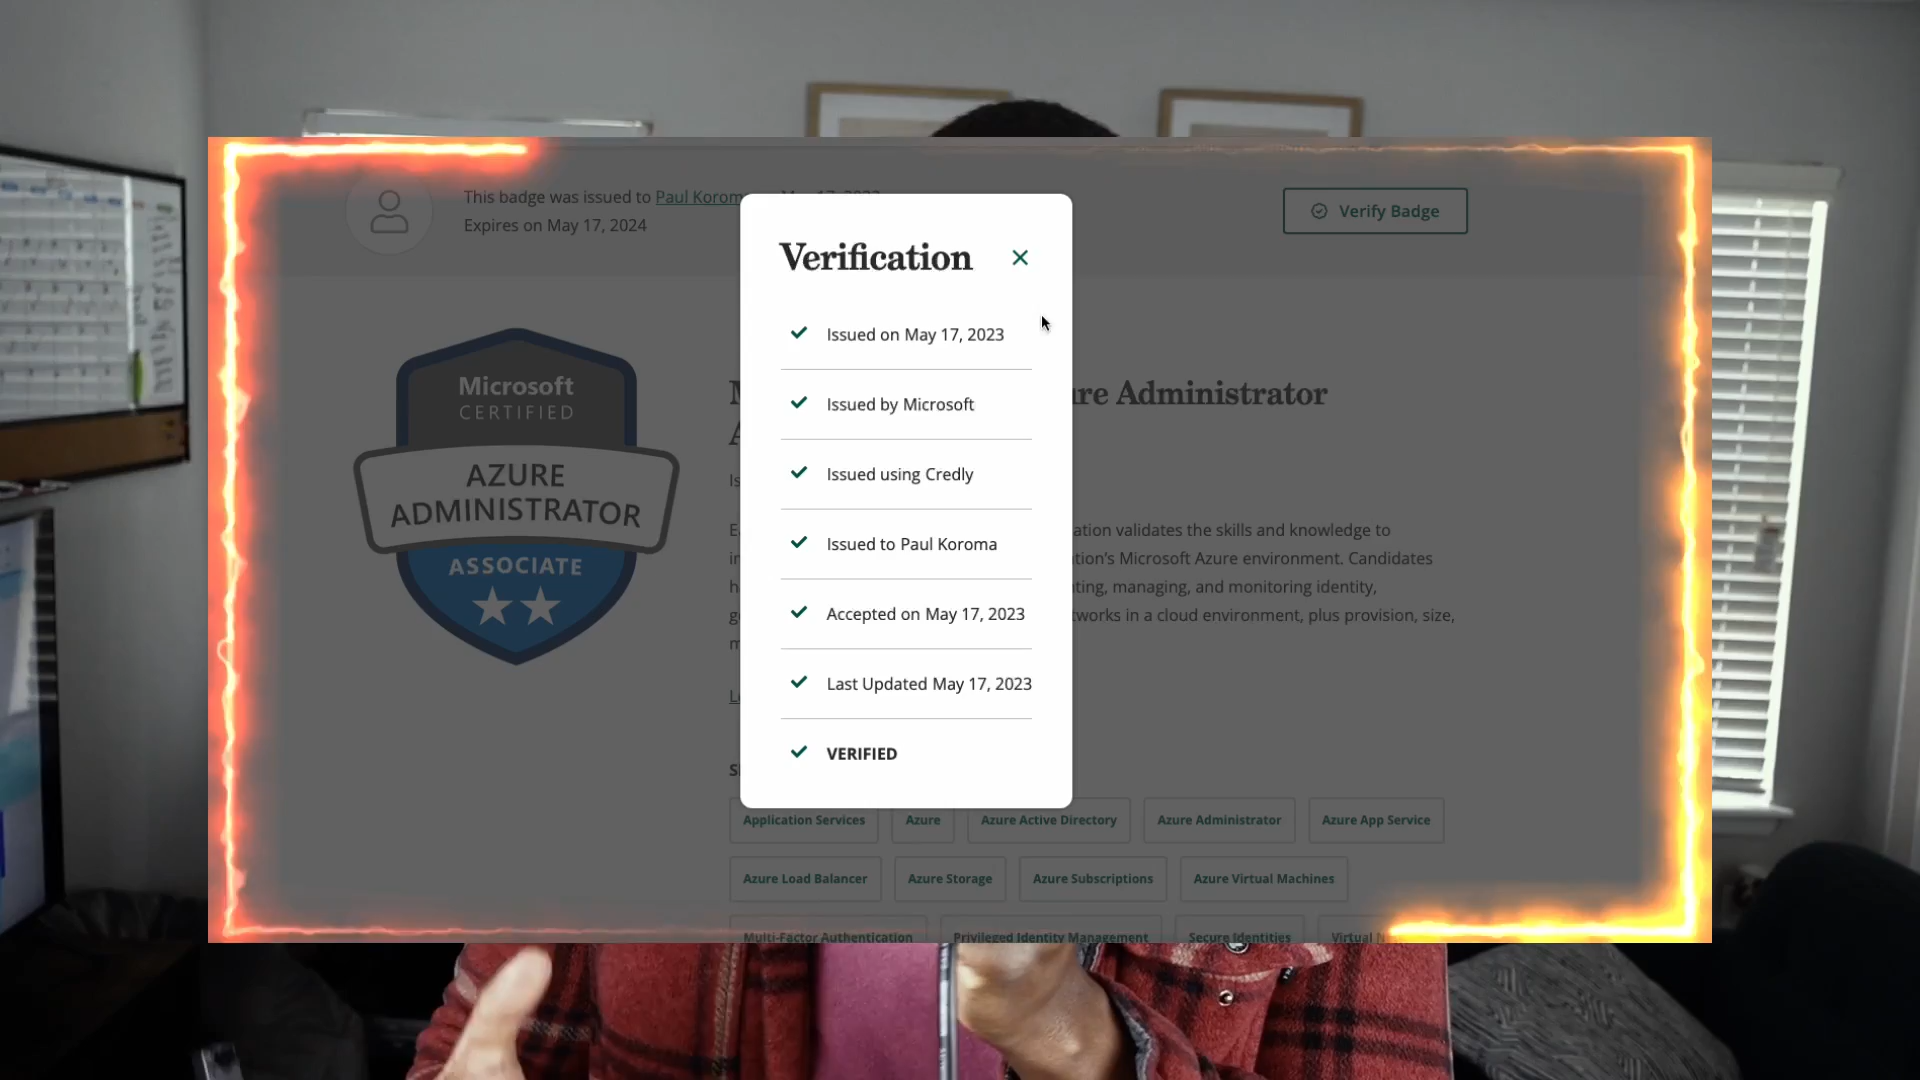 This badge was issued to Paul Korom
Expires on May 17, 2024
Verify Badge
Verification
Issued on May 17, 2023
Issued by Microsoft
Issued using Credly
Issued to Paul Koroma
Accepted on May 17, 2023
Last Updated May 17, 2023
VERIFIED
Microsoft
CERTIFIED
AZURE
ADMINISTRATOR
ASSOCIATE
Azure Administrator
ation validates the skills and knowledge to
tion's Microsoft Azure environment. Candidates
ting, managing, and monitoring identity,
tworks in a cloud environment, plus provision, size,
Application Services
Azure
Azure Active Directory
Azure Administrator
Azure App Service
Azure Load Balancer
Azure Storage
Azure Subscriptions
Azure Virtual Machines
Multi-Factor Authentication
Privileged Identity Management
Secure Identities
Virtual